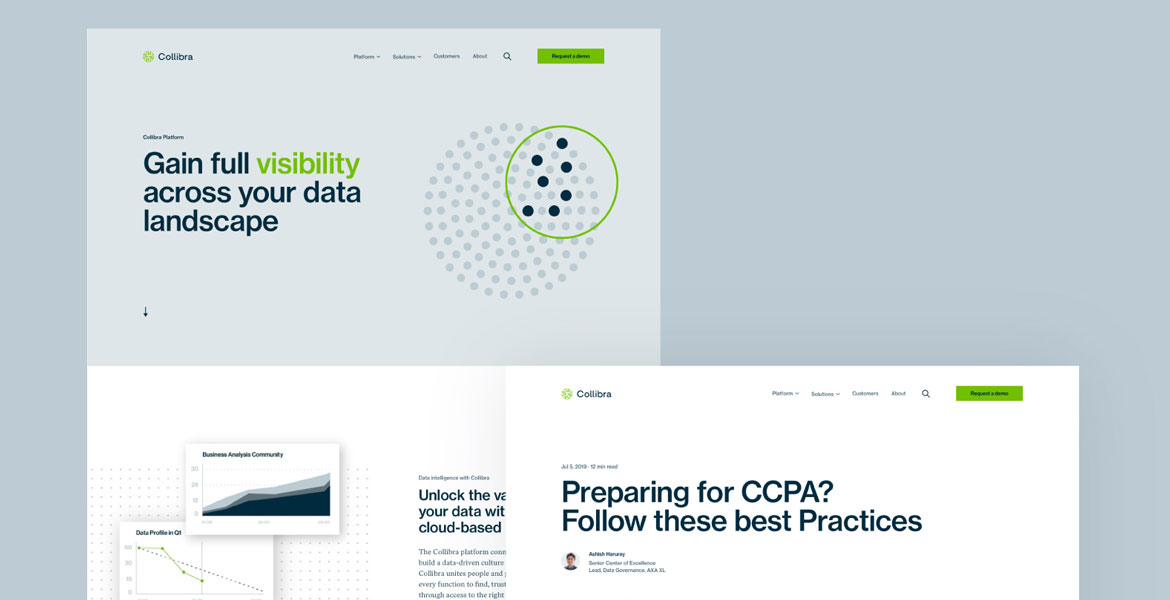 Collibra
Platform
Solutions
Customers
About
Request a demo
Collibra Platform
Gain full visibility
across your data
landscape
Business Analysis Community
30
Data Profile in Q1
30
15
Data intelligence with Collibra
Unlock the va
your data wit
cloud-based
The Collibra platform conn
build a data-driven culture
Collibra unites people and
every function to find, trust
through access to the right
Collibra
Platform
Solutions
Customers
About
Request a demo
Jul 5, 2019 · 12 min read
Preparing for CCPA?
Follow these best Practices
Ashish Haruray
Senior Center of Excellence
Lead, Data Governance, AXA XL